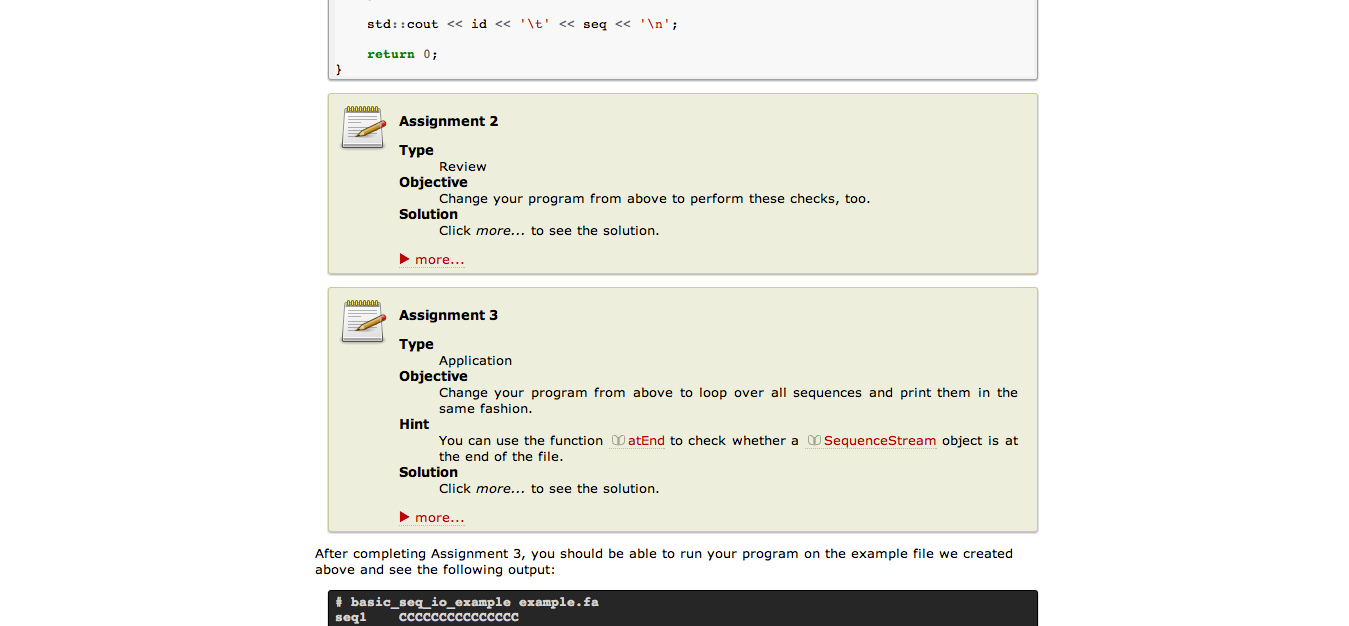 std::cout << id << '\t' << seq << '\n';
return 0;
}
Assignment 2
Type
Review
Objective
Change your program from above to perform these checks, too.
Solution
Click more... to see the solution.
more...
Assignment 3
Type
Application
Objective
Change your program from above to loop over all sequences and print them in the
same fashion.
Hint
You can use the function atEnd to check whether a SequenceStream object is at
the end of the file.
Solution
Click more... to see the solution.
more...
After completing Assignment 3, you should be able to run your program on the example file we created
above and see the following output:
# basic_seq_io_example example.fa
seq1    CCCCCCCCCCCCCCC